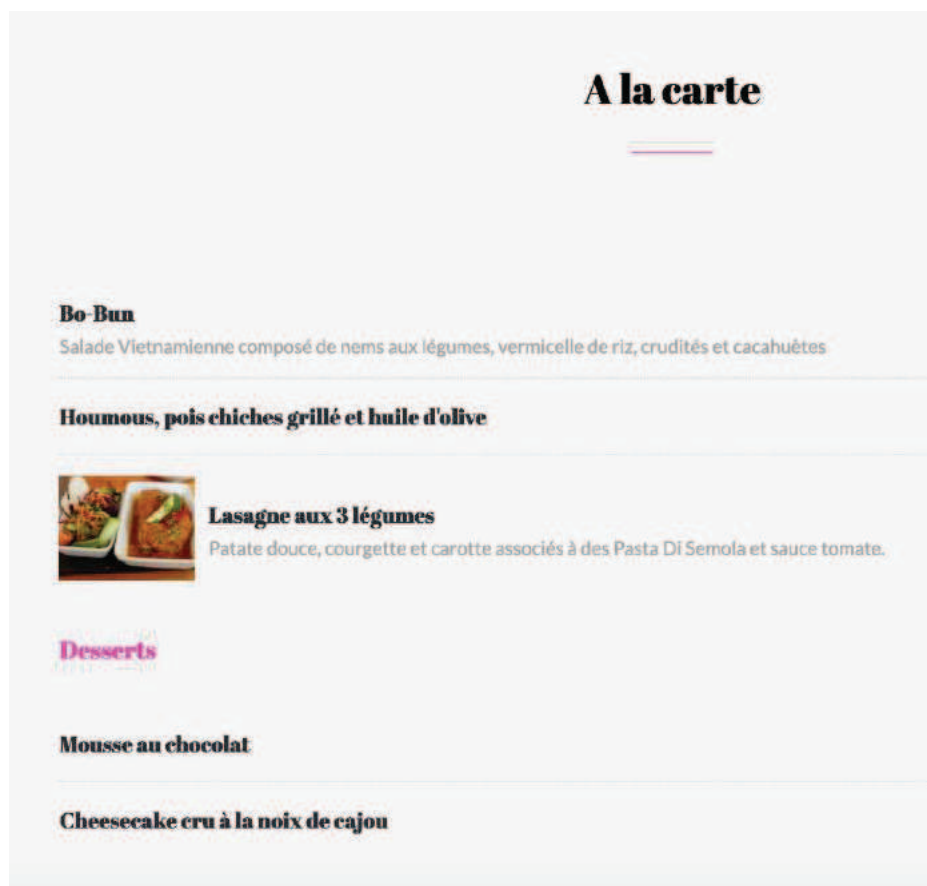 A la carte
Bo-Bun
Salade Vietnamienne composé de nems aux légumes, vermicelle de riz, crudités et cacahuètes
Houmous, pois chiches grillé et huile d'olive
Lasagne aux 3 légumes
Patate douce, courgette et carotte associés à des Pasta Di Semola et sauce tomate.
Desserts
Mousse au chocolat
Cheesecake cru à la noix de cajou